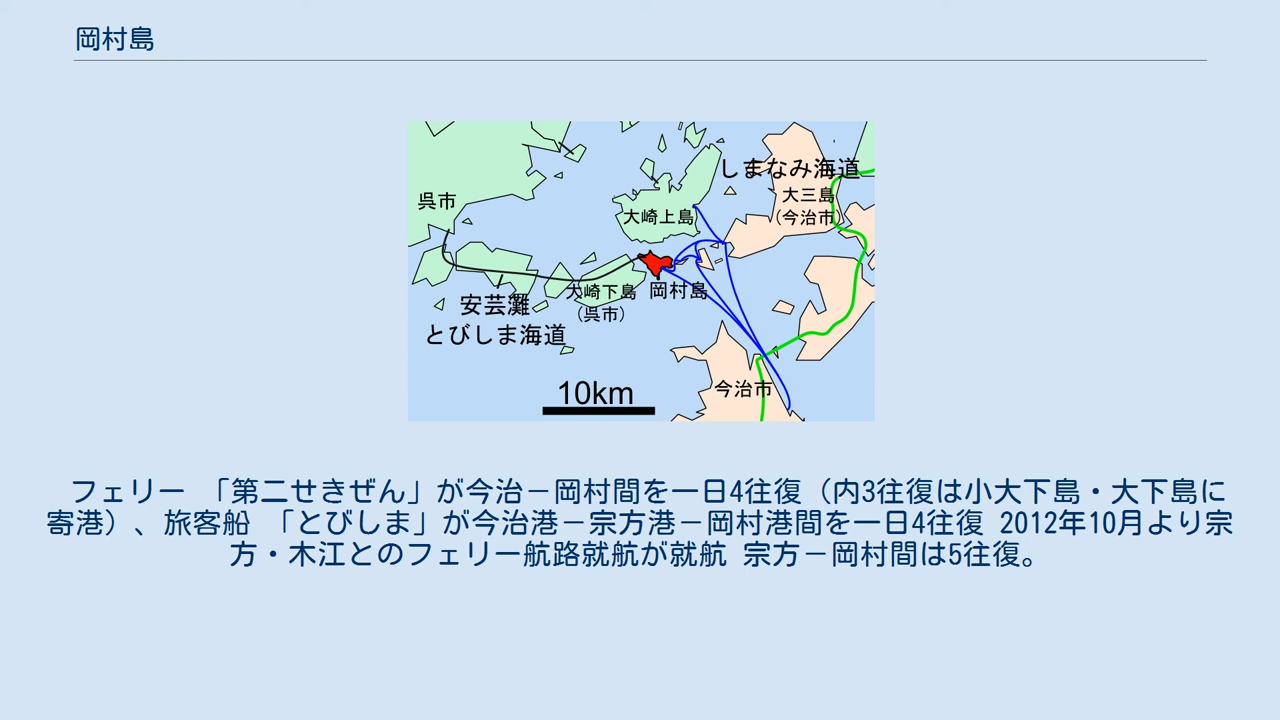 岡村島
しまなみ海道
大三島
（今治市）
呉市
大崎上島
大崎下島
（呉市）
岡村島
安芸灘
とびしま海道
今治市
10km
フェリー 「第二せきぜん」が今治－岡村間を一日4往復（内3往復は小大下島・大下島に
寄港）、旅客船 「とびしま」が今治港－宗方港－岡村港間を一日4往復 2012年10月より宗
方・木江とのフェリー航路就航が就航 宗方－岡村間は5往復。